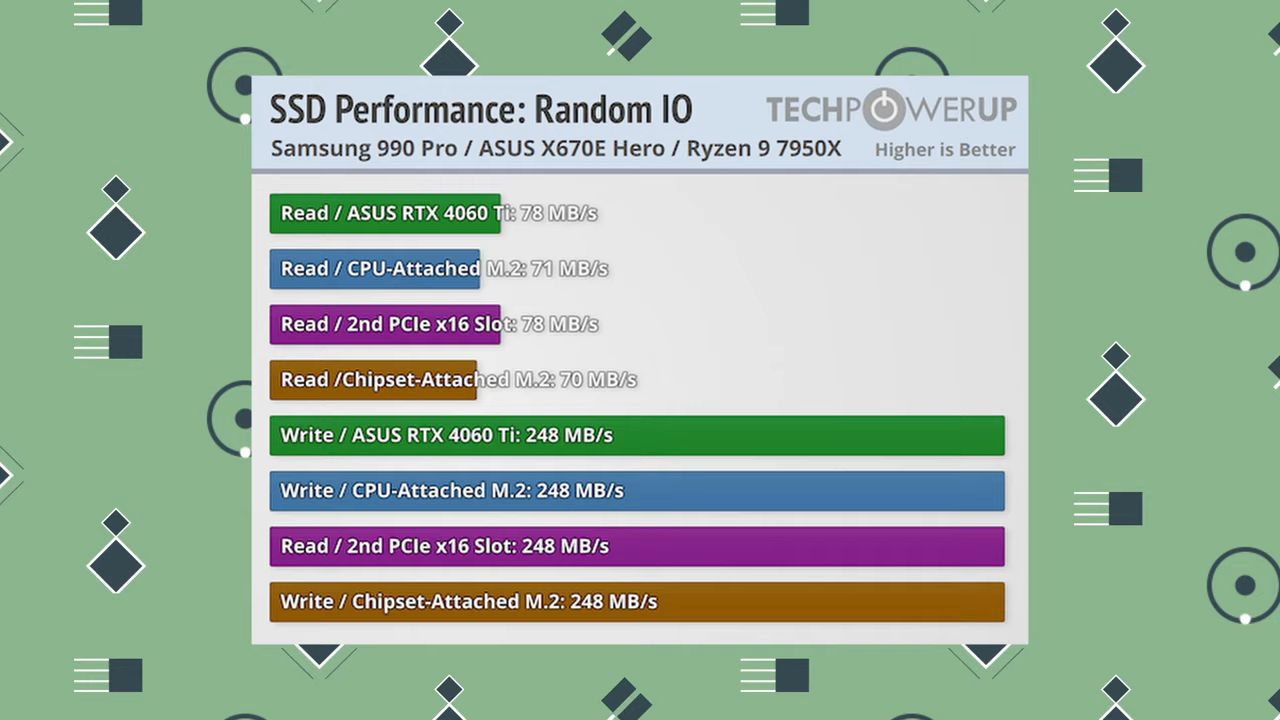 SSD Performance: Random IO
TECHPOWERUP
Samsung 990 Pro / ASUS X670E Hero / Ryzen 9 7950X
Higher is Better
Read / ASUS RTX 4060 Ti: 78 MB/s
Read / CPU-Attached M.2: 71 MB/s
Read / 2nd PCIe x16 Slot: 78 MB/s
Read /Chipset-Attached M.2: 70 MB/s
Write / ASUS RTX 4060 Ti: 248 MB/s
Write / CPU-Attached M.2: 248 MB/s
Read / 2nd PCIe x16 Slot: 248 MB/s
Write / Chipset-Attached M.2: 248 MB/s